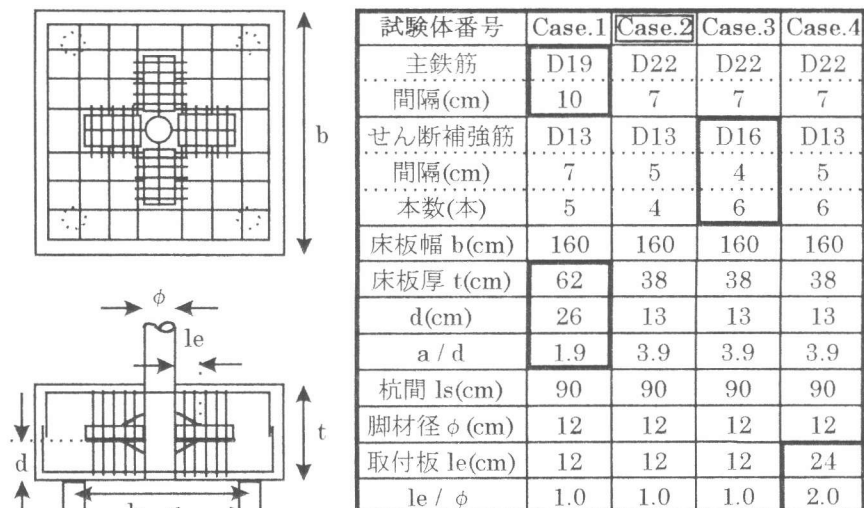 b
φ
le
t
d
試験体番号 Case.1 Case.2 Case.3 Case.4
主鉄筋 D19 D22 D22 D22
間隔(cm) 10 7 7 7
せん断補強筋 D13 D13 D16 D13
間隔(cm) 7 5 4 5
本数(本) 5 4 6 6
床板幅 b(cm) 160 160 160 160
床板厚 t(cm) 62 38 38 38
d(cm) 26 13 13 13
a / d 1.9 3.9 3.9 3.9
杭間 ls(cm) 90 90 90 90
脚材径 φ (cm) 12 12 12 12
取付板 le(cm) 12 12 12 24
le / φ 1.0 1.0 1.0 2.0